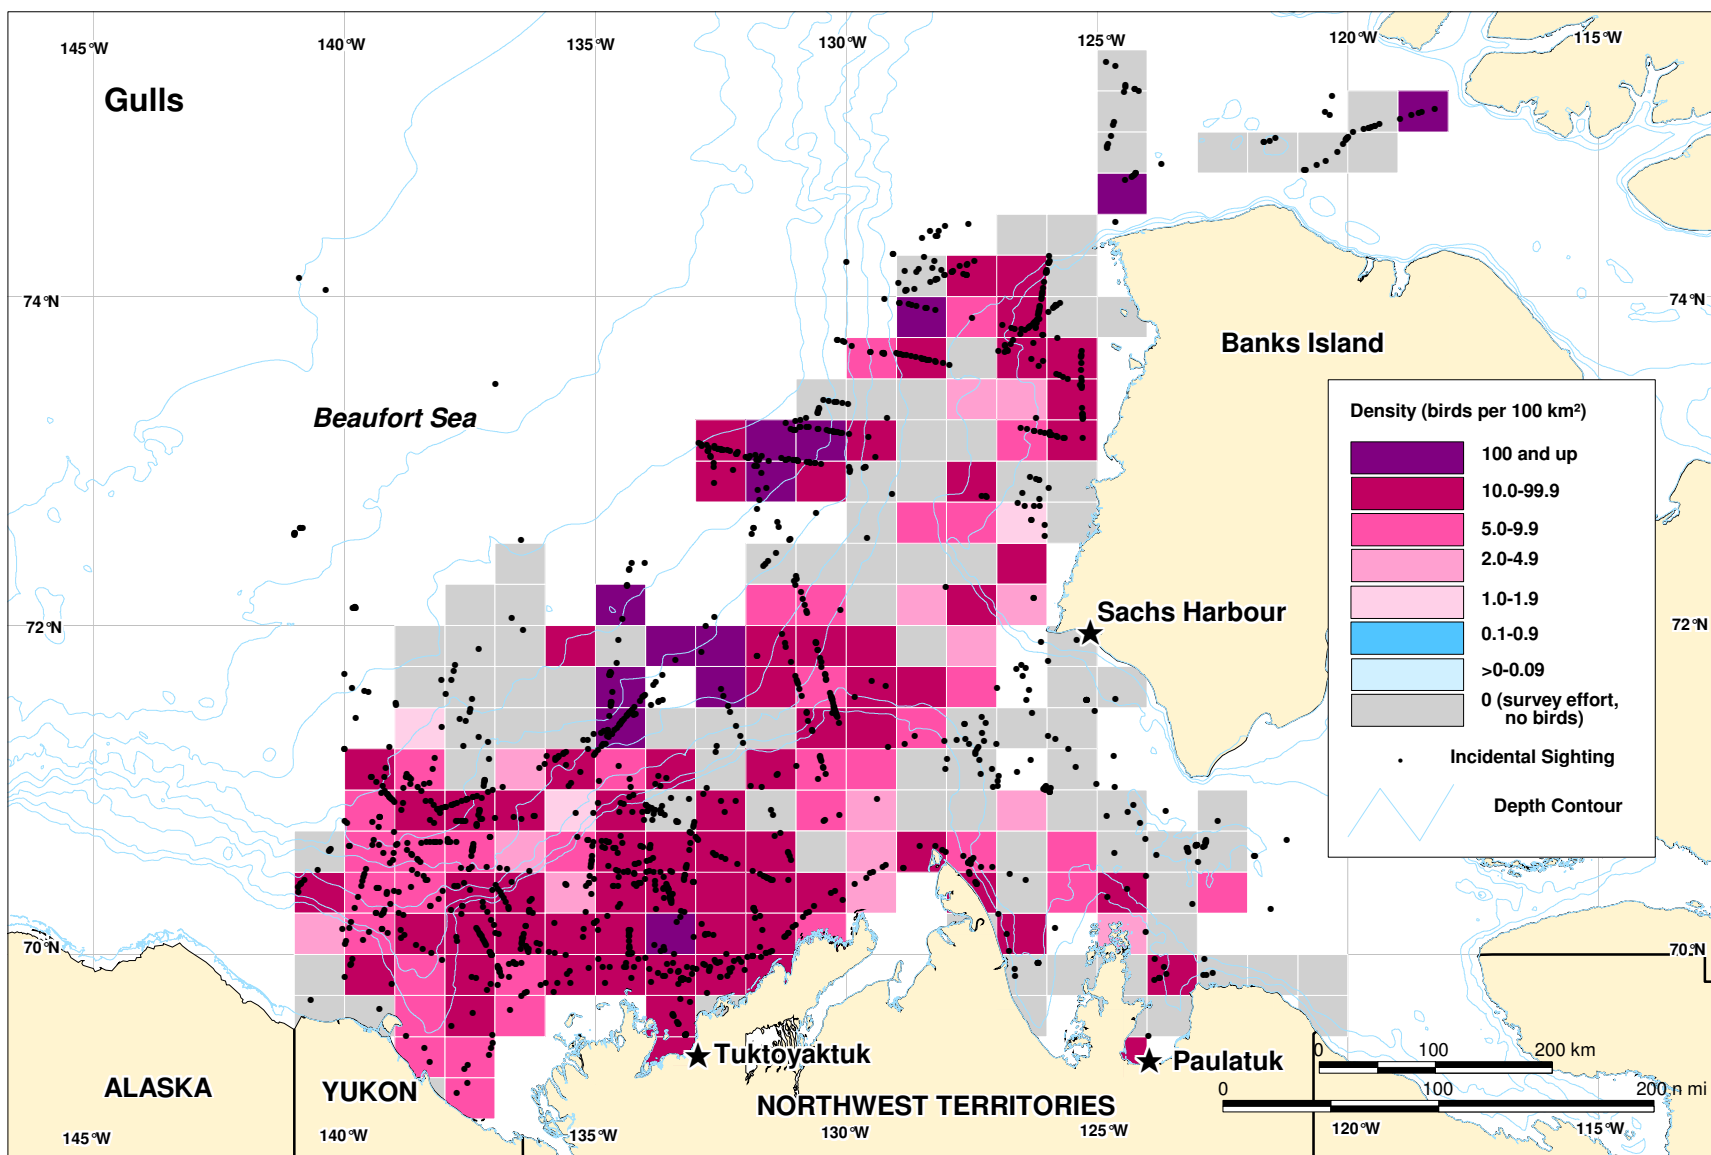 145°W 140°W 135°W 130°W 125°W 120°W 115°W
Gulls
74°N 74°N
Banks Island
Beaufort Sea
Density (birds per 100 km²)
100 and up
10.0-99.9
5.0-9.9
2.0-4.9
1.0-1.9
0.1-0.9
>0-0.09
0 (survey effort,
no birds)
Incidental Sighting
Depth Contour
Sachs Harbour
72°N 72°N
70°N 70°N
Tuktoyaktuk
Paulatuk
0 100 200 km
0 100 200 n mi
ALASKA
YUKON
NORTHWEST TERRITORIES
145°W 140°W 135°W 130°W 125°W 120°W 115°W